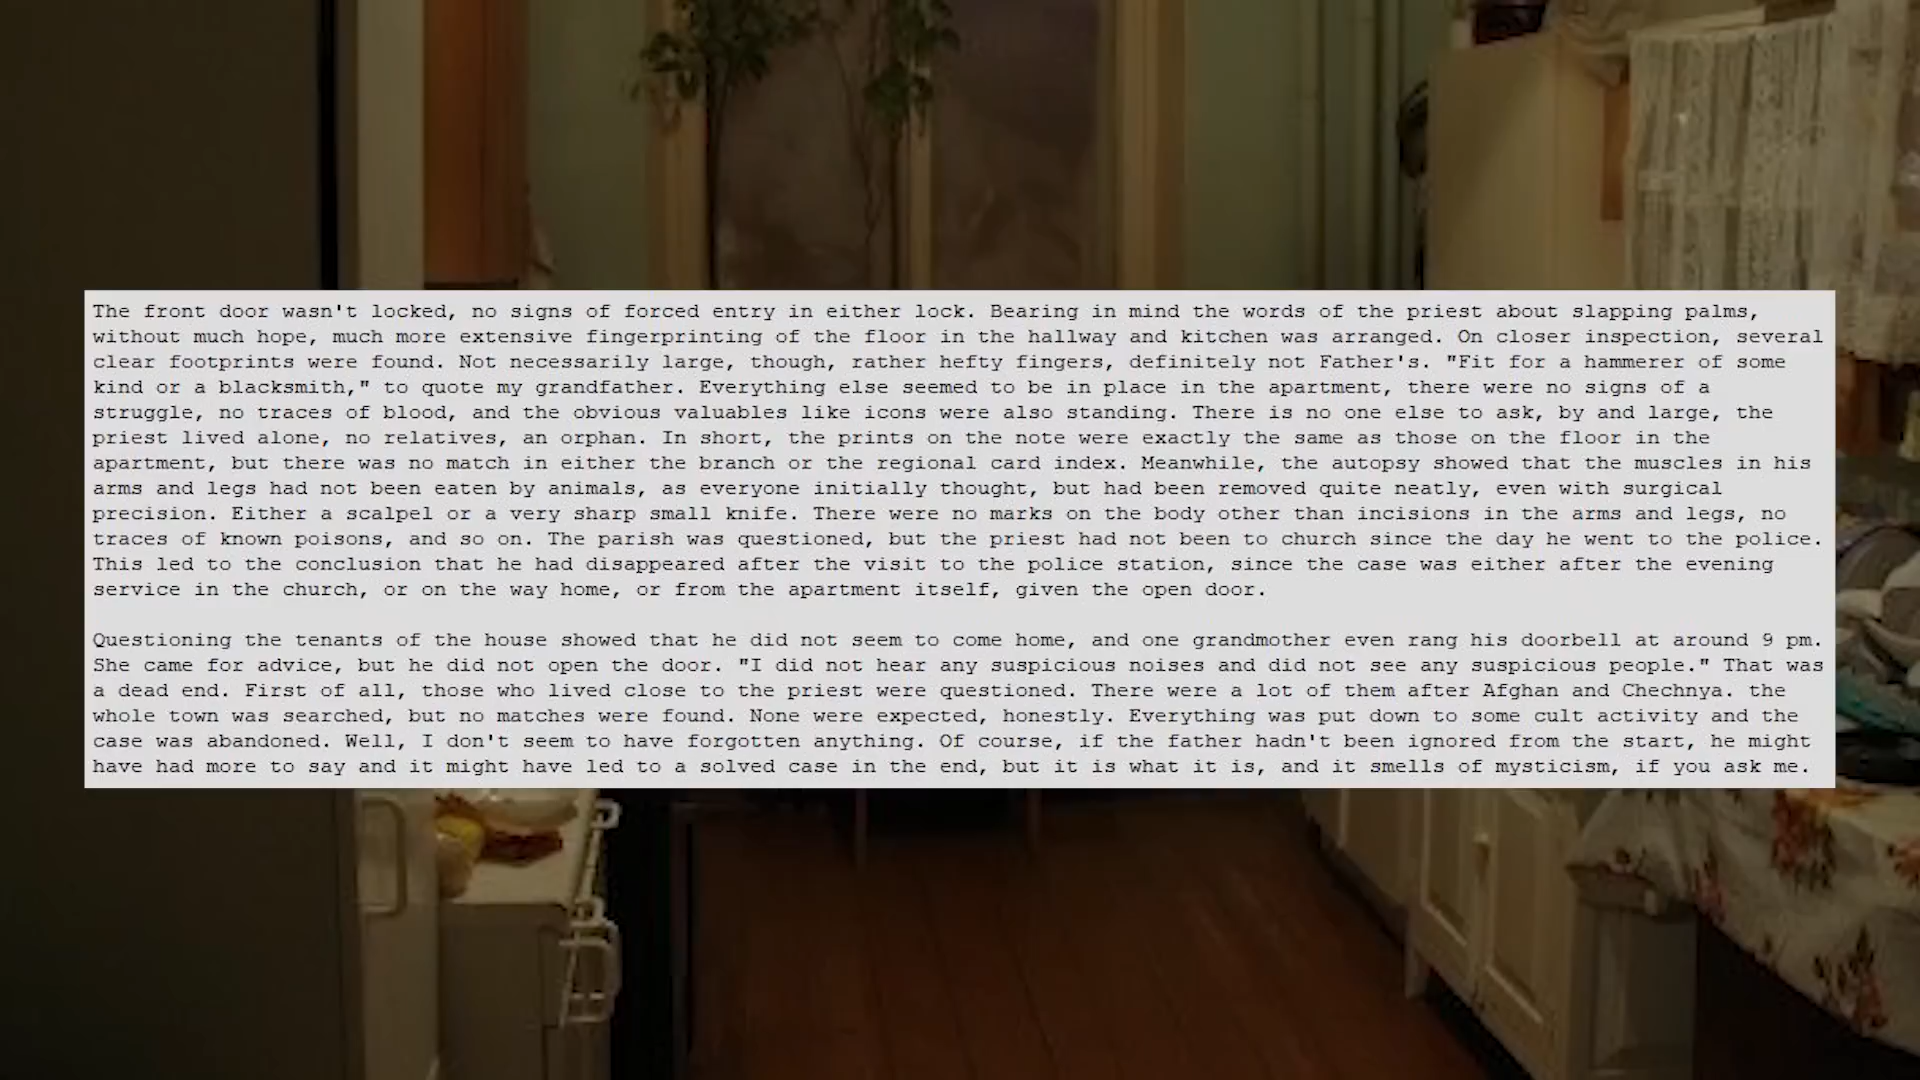 The front door wasn't locked, no signs of forced entry in either lock. Bearing in mind the words of the priest about slapping palms,
without much hope, much more extensive fingerprinting of the floor in the hallway and kitchen was arranged. On closer inspection, several
clear footprints were found. Not necessarily large, though, rather hefty fingers, definitely not Father's. "Fit for a hammerer of some
kind or a blacksmith," to quote my grandfather. Everything else seemed to be in place in the apartment, there were no signs of a
struggle, no traces of blood, and the obvious valuables like icons were also standing. There is no one else to ask, by and large, the
priest lived alone, no relatives, an orphan. In short, the prints on the note were exactly the same as those on the floor in the
apartment, but there was no match in either the branch or the regional card index. Meanwhile, the autopsy showed that the muscles in his
arms and legs had not been eaten by animals, as everyone initially thought, but had been removed quite neatly, even with surgical
precision. Either a scalpel or a very sharp small knife. There were no marks on the body other than incisions in the arms and legs, no
traces of known poisons, and so on. The parish was questioned, but the priest had not been to church since the day he went to the police.
This led to the conclusion that he had disappeared after the visit to the police station, since the case was either after the evening
service in the church, or on the way home, or from the apartment itself, given the open door.

Questioning the tenants of the house showed that he did not seem to come home, and one grandmother even rang his doorbell at around 9 pm.
She came for advice, but he did not open the door. "I did not hear any suspicious noises and did not see any suspicious people." That was
a dead end. First of all, those who lived close to the priest were questioned. There were a lot of them after Afghan and Chechnya. the
whole town was searched, but no matches were found. None were expected, honestly. Everything was put down to some cult activity and the
case was abandoned. Well, I don't seem to have forgotten anything. Of course, if the father hadn't been ignored from the start, he might
have had more to say and it might have led to a solved case in the end, but it is what it is, and it smells of mysticism, if you ask me.